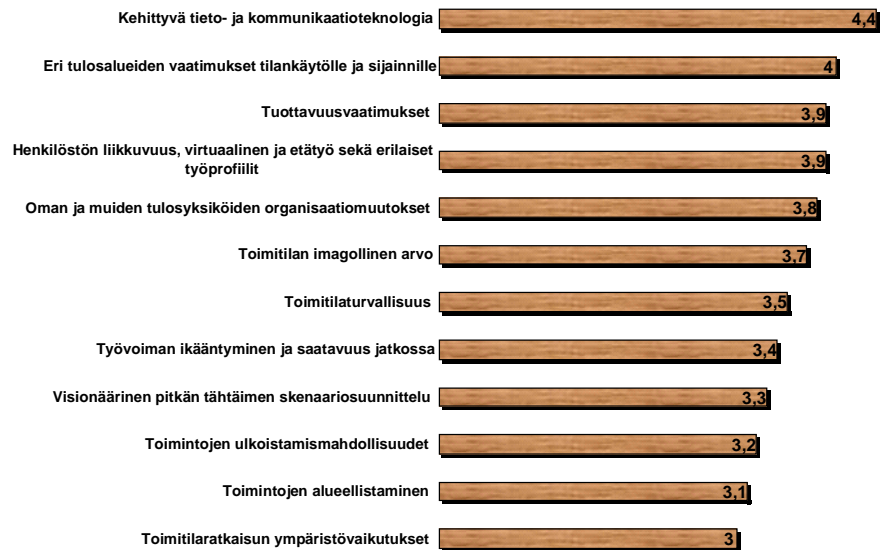 Kehittyvä tieto- ja kommunikaatioteknologia 4,4
Eri tulosalueiden vaatimukset tilankäytölle ja sijainnille 4
Tuottavuusvaatimukset 3,9
Henkilöstön liikkuvuus, virtuaalinen ja etätyö sekä erilaiset
työprofiilit 3,9
Oman ja muiden tulosyksiköiden organisaatiomuutokset 3,8
Toimitilan imagollinen arvo 3,7
Toimitilaturvallisuus 3,5
Työvoiman ikääntyminen ja saatavuus jatkossa 3,4
Visionäärinen pitkän tähtäimen skenaariosuunnittelu 3,3
Toimintojen ulkoistamismahdollisuudet 3,2
Toimintojen alueellistaminen 3,1
Toimitilaratkaisun ympäristövaikutukset 3